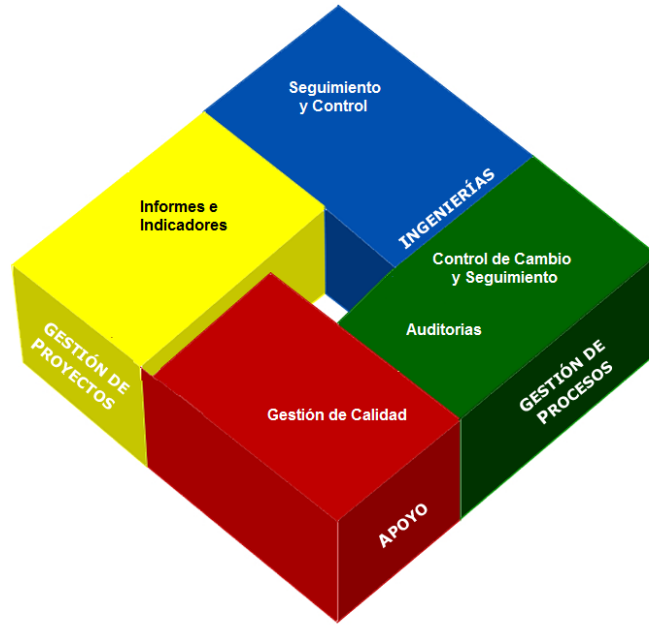 Seguimiento
y Control
INGENIERÍAS
Informes e
Indicadores
GESTIÓN DE
PROYECTOS
Control de Cambio
y Seguimiento
Auditorias
GESTIÓN DE
PROCESOS
Gestión de Calidad
APOYO